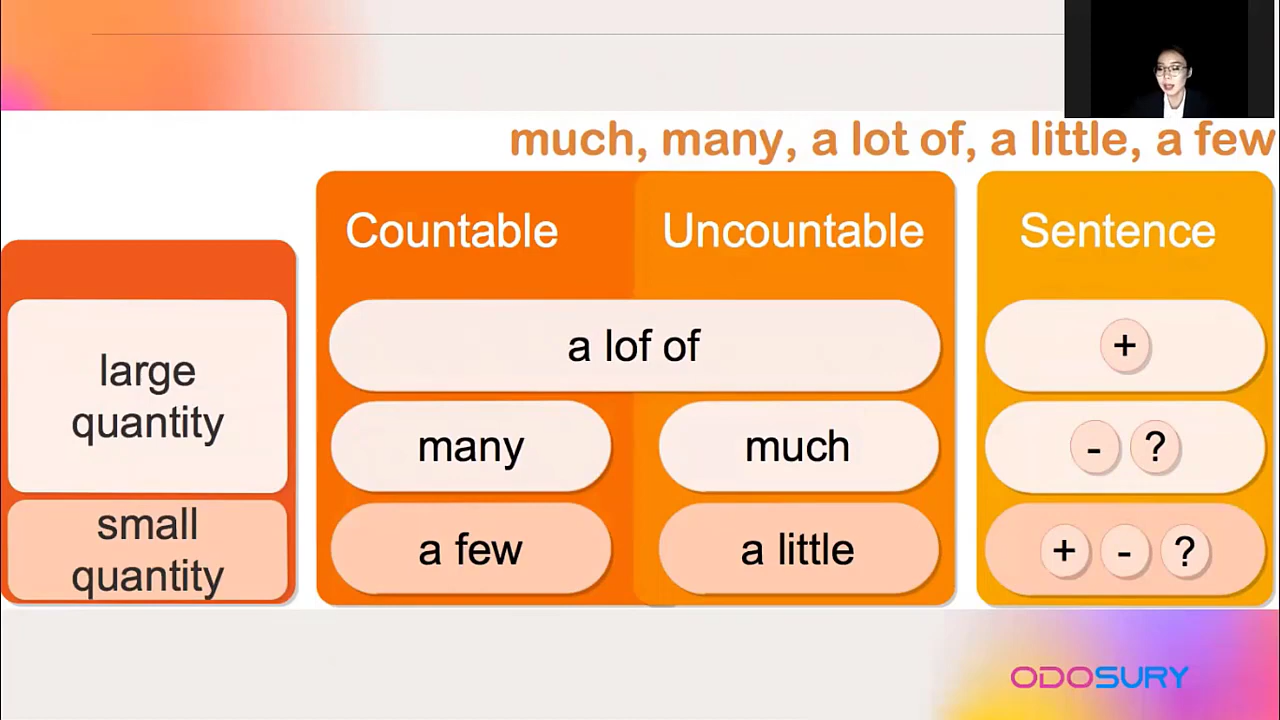 much, many, a lot of, a little, a few
Countable
Uncountable
Sentence
large
quantity
a lof of
+
many
much
- ?
small
quantity
a few
a little
+ - ?
ODOSURY